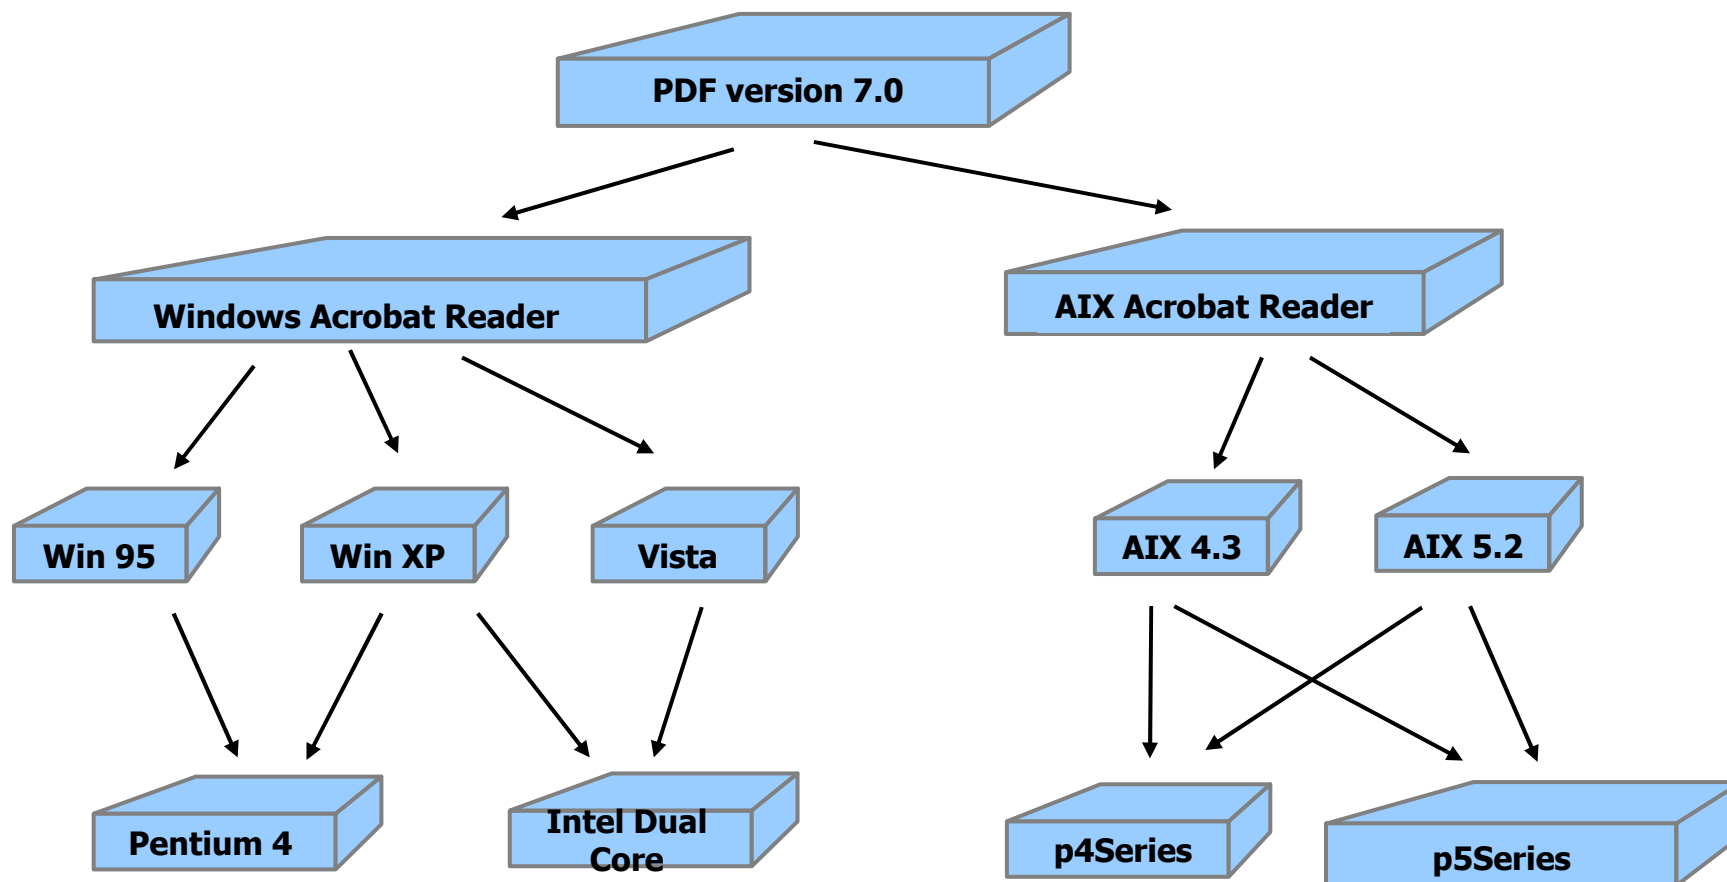 PDF version 7.0
Windows Acrobat Reader
AIX Acrobat Reader
Win 95
Win XP
Vista
AIX 4.3
AIX 5.2
Pentium 4
Intel Dual
Core
p4Series
p5Series